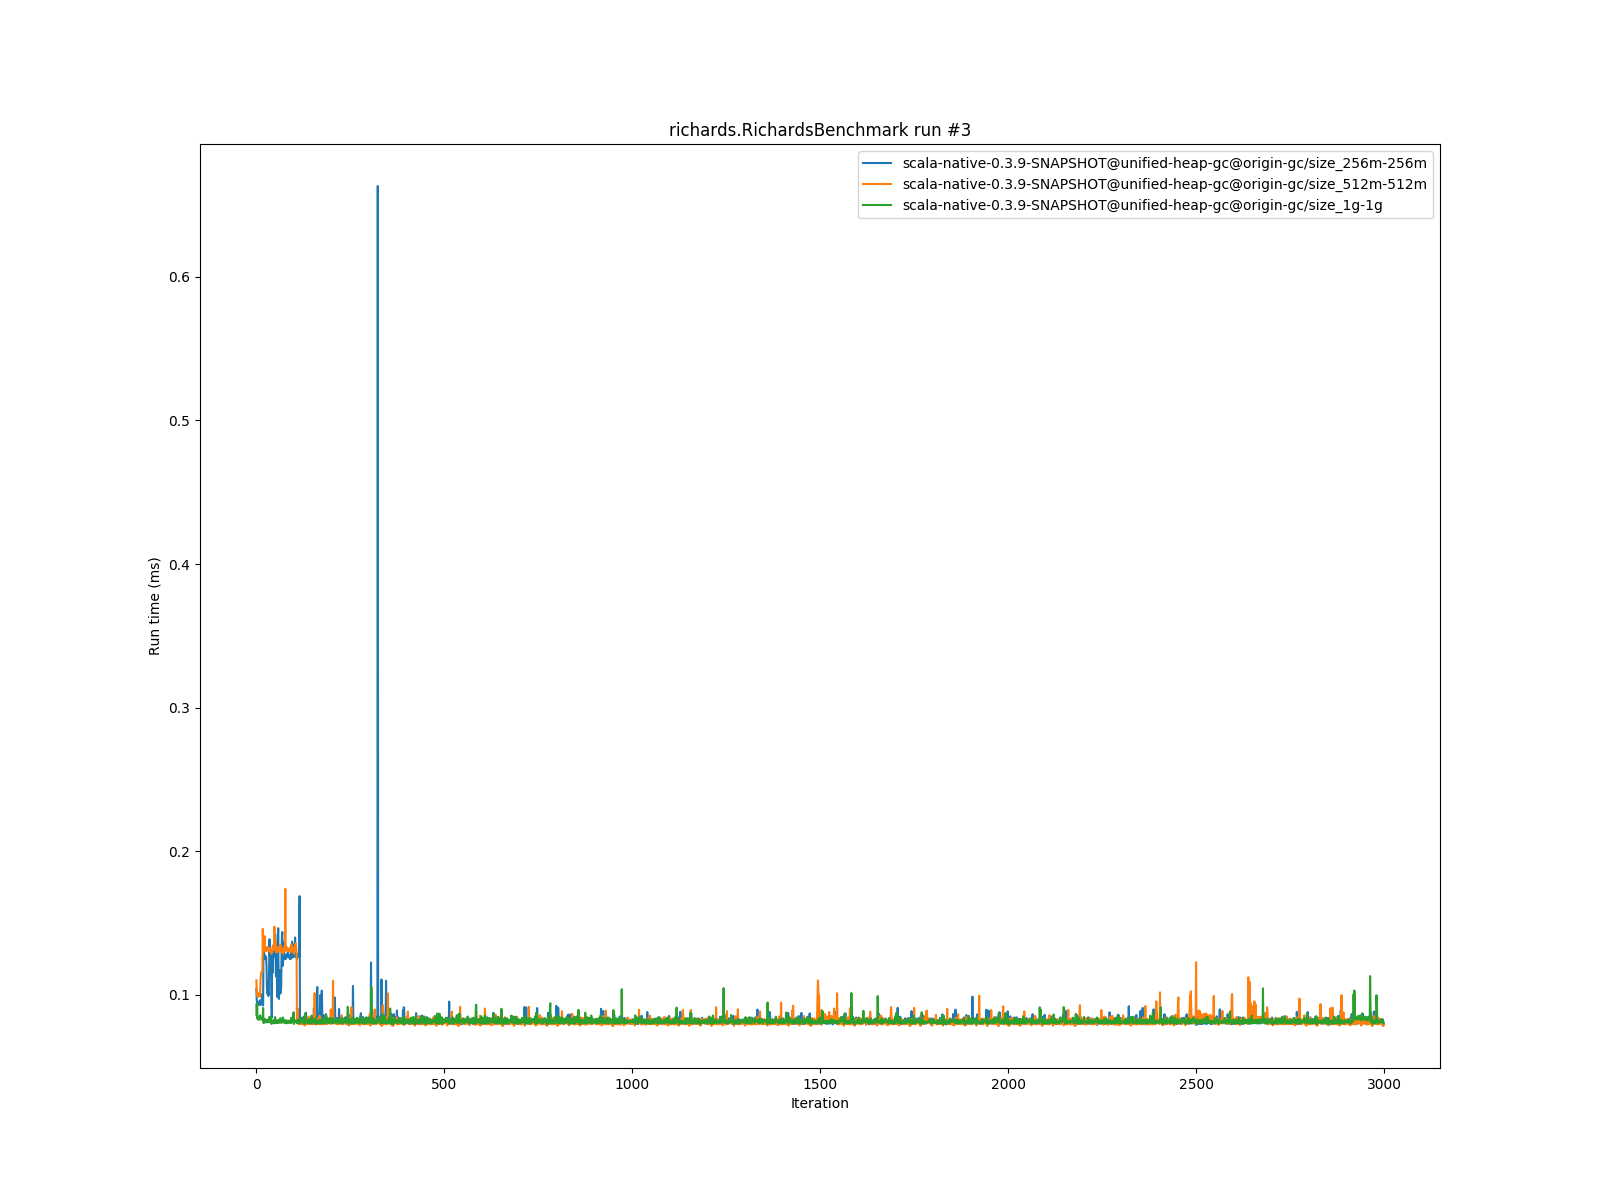 richards.RichardsBenchmark run #3
scala-native-0.3.9-SNAPSHOT@unified-heap-gc@origin-gc/size_256m-256m
scala-native-0.3.9-SNAPSHOT@unified-heap-gc@origin-gc/size_512m-512m
scala-native-0.3.9-SNAPSHOT@unified-heap-gc@origin-gc/size_1g-1g
Run time (ms)
0.6
0.5
0.4
0.3
0.2
0.1
0 500 1000 1500 2000 2500 3000
Iteration